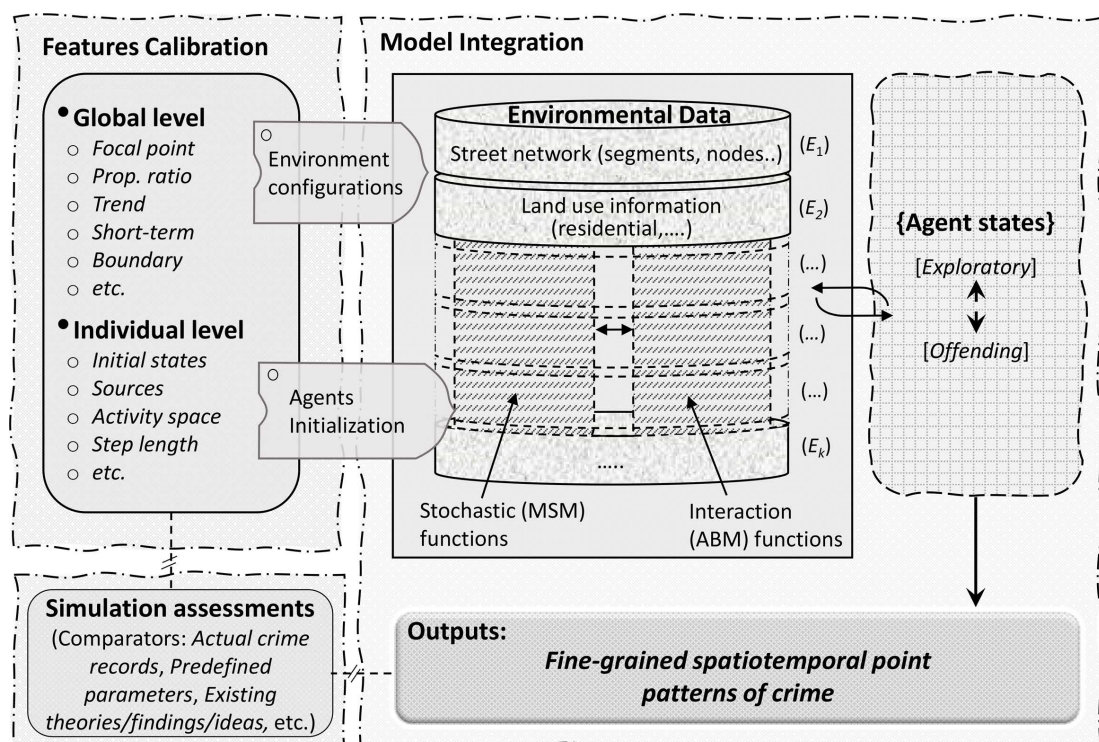 Features Calibration
• Global level
○ Focal point
○ Prop. ratio
○ Trend
○ Short-term
○ Boundary
○ etc.
• Individual level
○ Initial states
○ Sources
○ Activity space
○ Step length
○ etc.
Environment
configurations
Agents
Initialization
Model Integration
Environmental Data
Street network (segments, nodes..)
(E1)
Land use information
(residential,....)
(E2)
(...)
(...)
(...)
(Ek)
.....
Stochastic (MSM)
functions
Interaction
(ABM) functions
{Agent states}
[Exploratory]
[Offending]
Simulation assessments
(Comparators: Actual crime
records, Predefined
parameters, Existing
theories/findings/ideas, etc.)
Outputs:
Fine-grained spatiotemporal point
patterns of crime